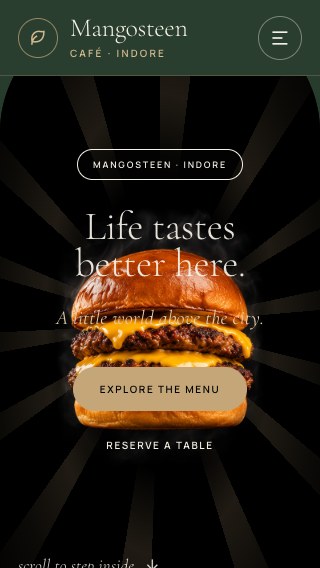 Mangosteen
CAFÉ · INDORE
MANGOSTEEN · INDORE
Life tastes
better here.
A little world above the city.
EXPLORE THE MENU
RESERVE A TABLE
scroll to step inside